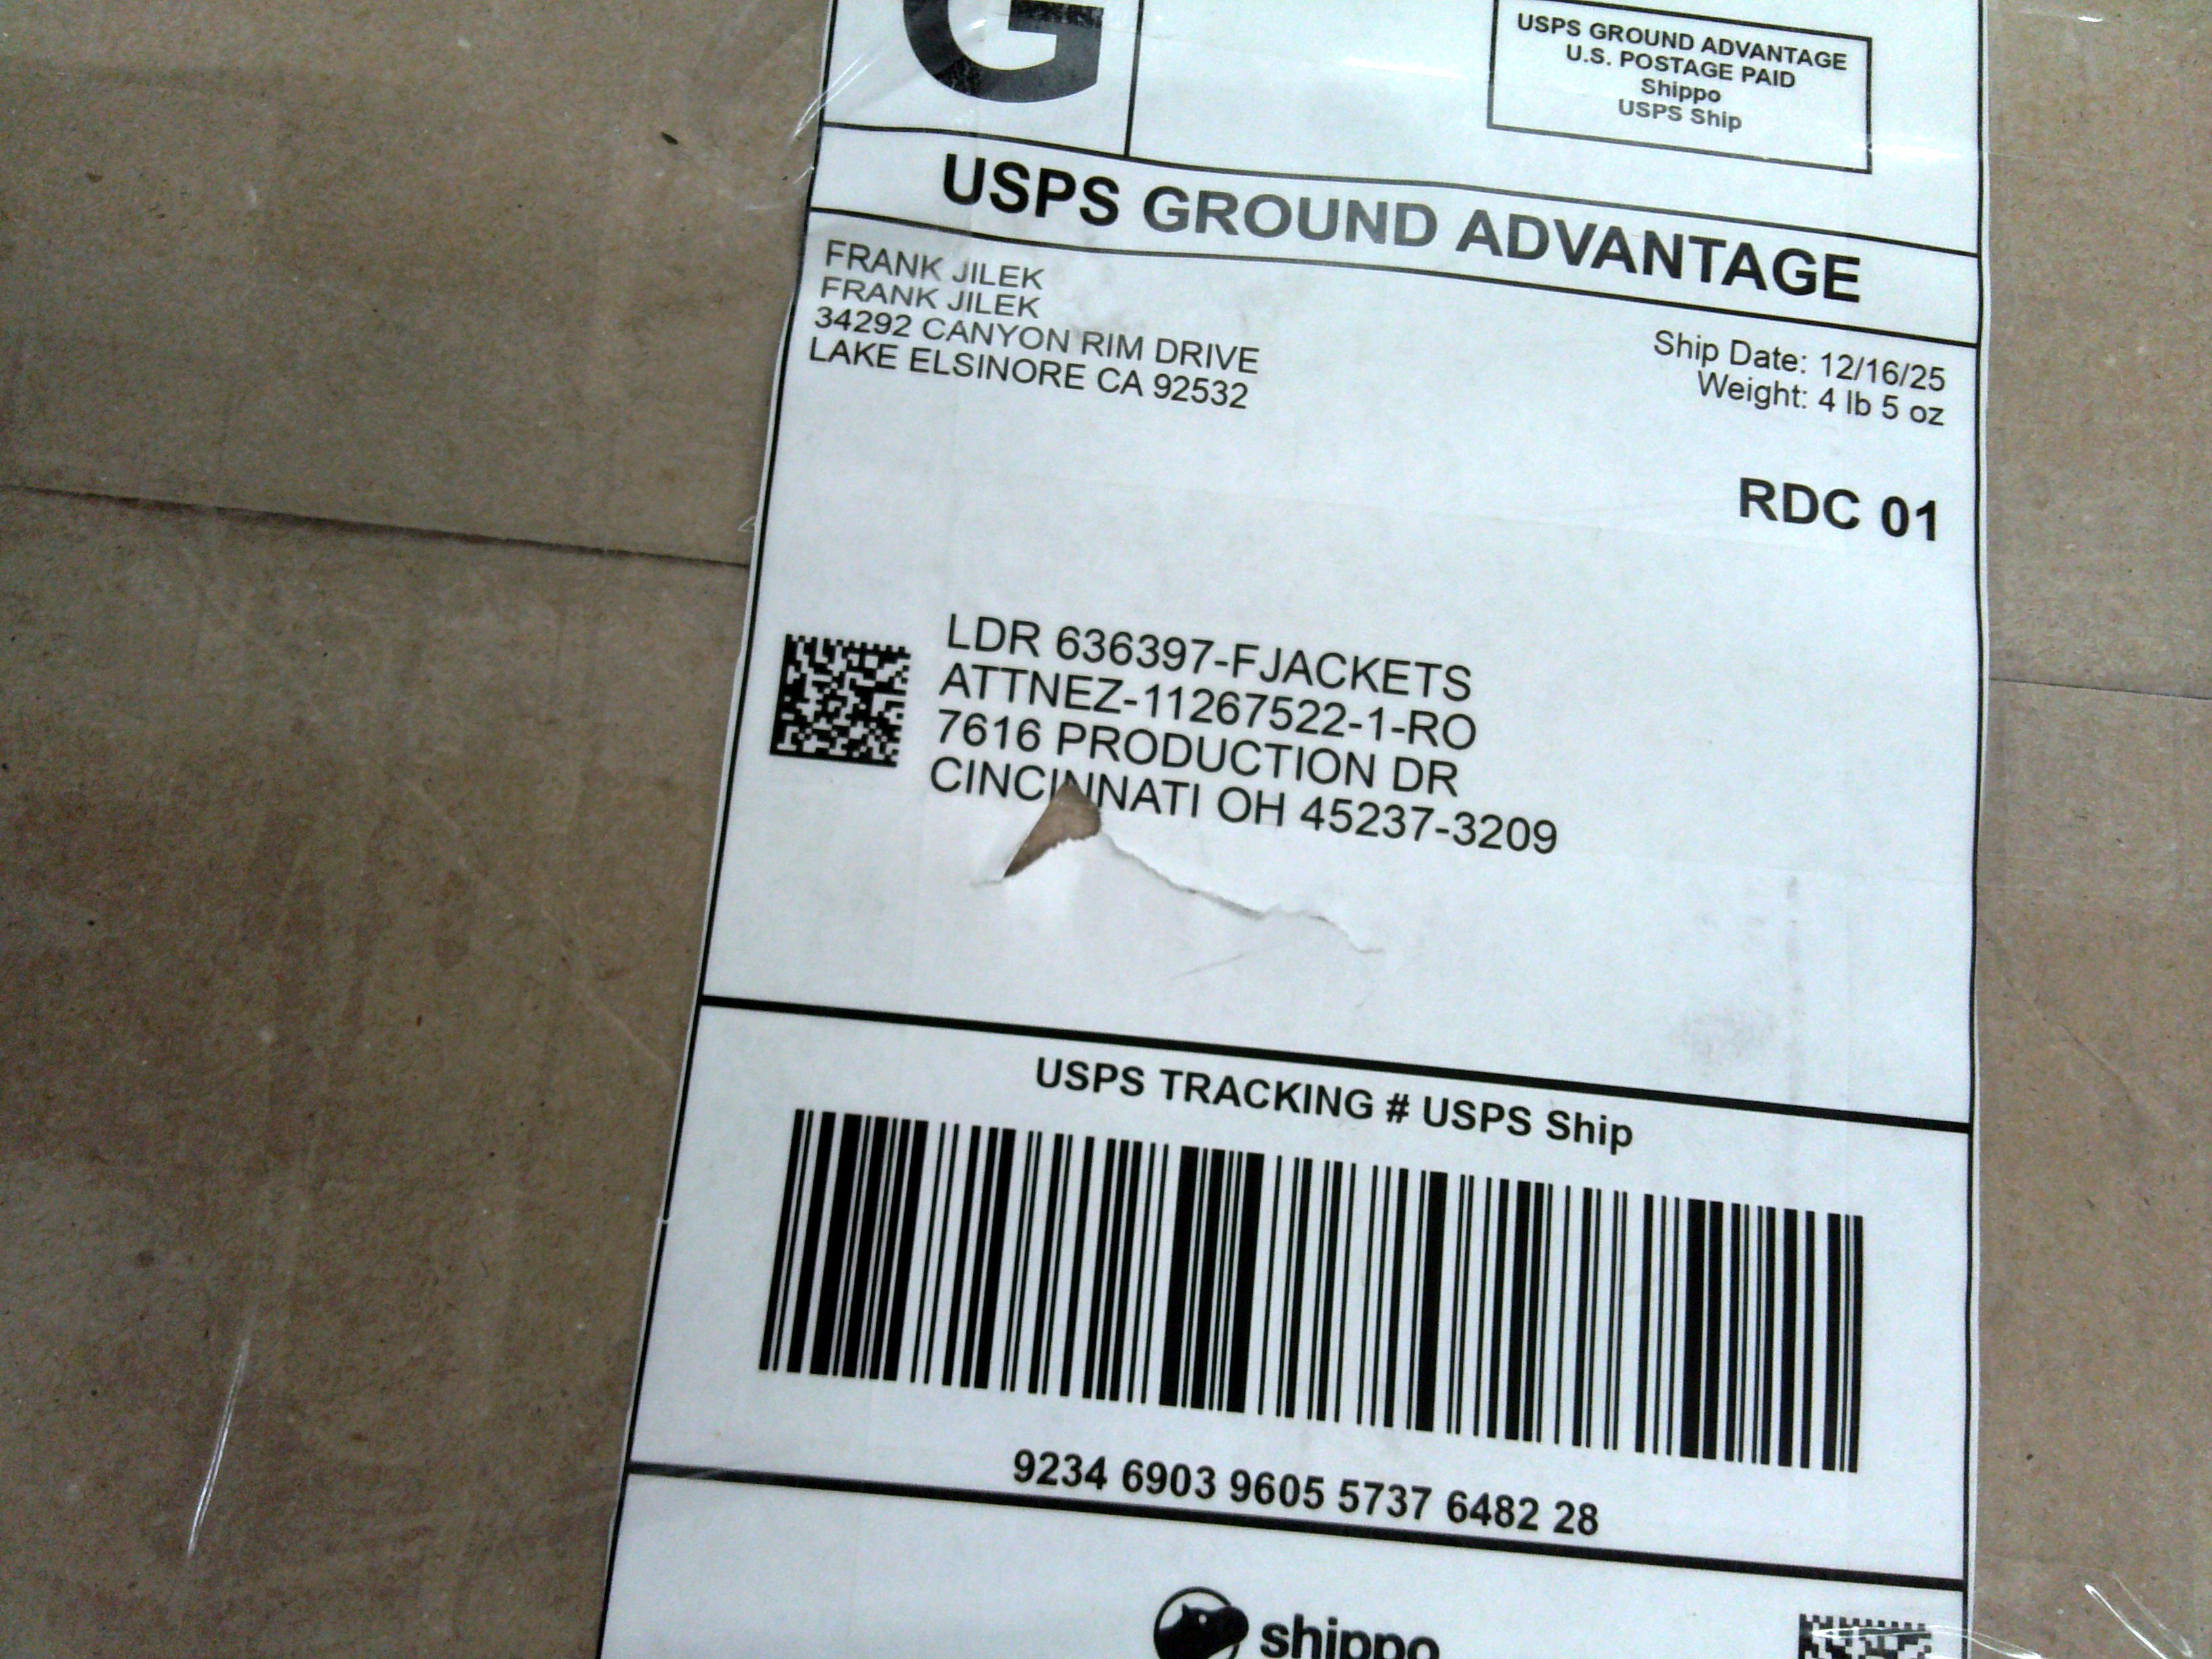 G
USPS GROUND ADVANTAGE
U.S. POSTAGE PAID
Shippo
USPS Ship
USPS GROUND ADVANTAGE
FRANK JILEK
FRANK JILEK
34292 CANYON RIM DRIVE
LAKE ELSINORE CA 92532
Ship Date: 12/16/25
Weight: 4 lb 5 oz
RDC 01
LDR 636397-FJACKETS
ATTNEZ-11267522-1-RO
7616 PRODUCTION DR
CINCINNATI OH 45237-3209
USPS TRACKING # USPS Ship
9234 6903 9605 5737 6482 28
shippo